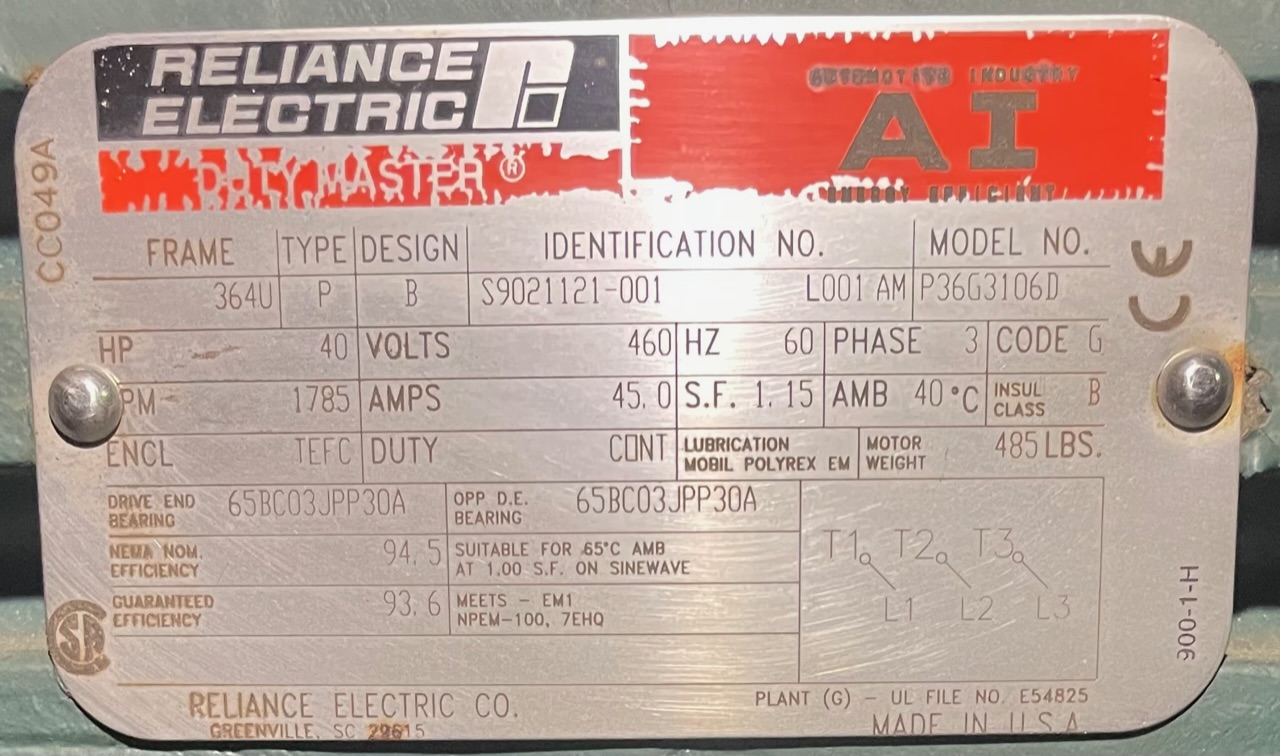 RELIANCE
ELECTRIC
DUTY MASTER®
AUTOMOTIVE INDUSTRY
AI
ENERGY EFFICIENT
CC049A
FRAME TYPE DESIGN IDENTIFICATION NO. MODEL NO.
364U P B S9021121-001 L001 AM P36G3106D
CE
HP 40 VOLTS 460 HZ 60 PHASE 3 CODE G
PM 1785 AMPS 45.0 S.F. 1.15 AMB 40°C INSUL CLASS B
ENCL TEFC DUTY CONT LUBRICATION MOBIL POLYREX EM MOTOR WEIGHT 485 LBS.
DRIVE END BEARING 65BC03JPP30A OPP D.E. BEARING 65BC03JPP30A
NEMA NOM. EFFICIENCY 94.5 SUITABLE FOR 65°C AMB
AT 1.00 S.F. ON SINEWAVE
GUARANTEED EFFICIENCY 93.6 MEETS - EM1
NPEM-100, 7EHQ
T1 T2 T3
L1 L2 L3
SA
900-1-H
RELIANCE ELECTRIC CO.
GREENVILLE, SC 29615
PLANT (G) - UL FILE NO. E54825
MADE IN U.S.A.